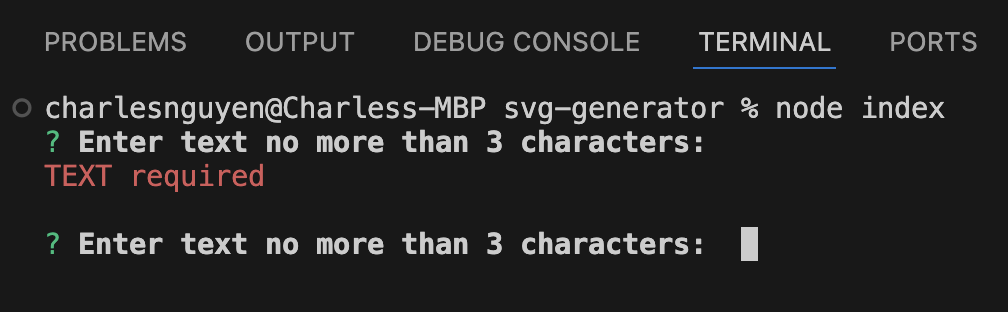 PROBLEMS OUTPUT DEBUG CONSOLE TERMINAL PORTS
charlesnguyen@Charless-MBP svg-generator % node index
? Enter text no more than 3 characters:
TEXT required
? Enter text no more than 3 characters: